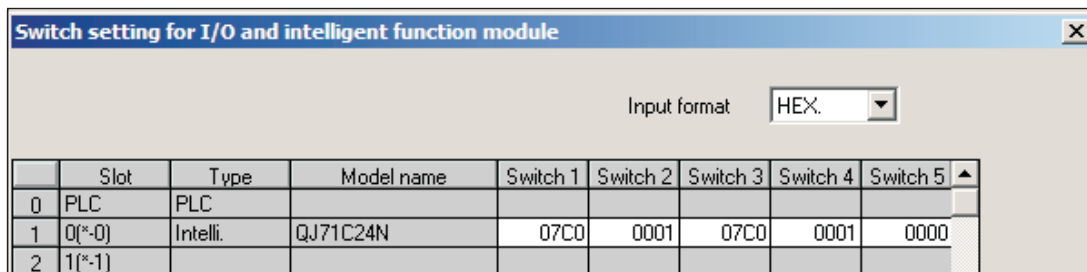 Switch setting for I/O and intelligent function module
Input format HEX.
Slot Type Model name Switch 1 Switch 2 Switch 3 Switch 4 Switch 5
0 PLC PLC
1 0(*-0) Intelli. QJ71C24N 07C0 0001 07C0 0001 0000
2 1(*-1)